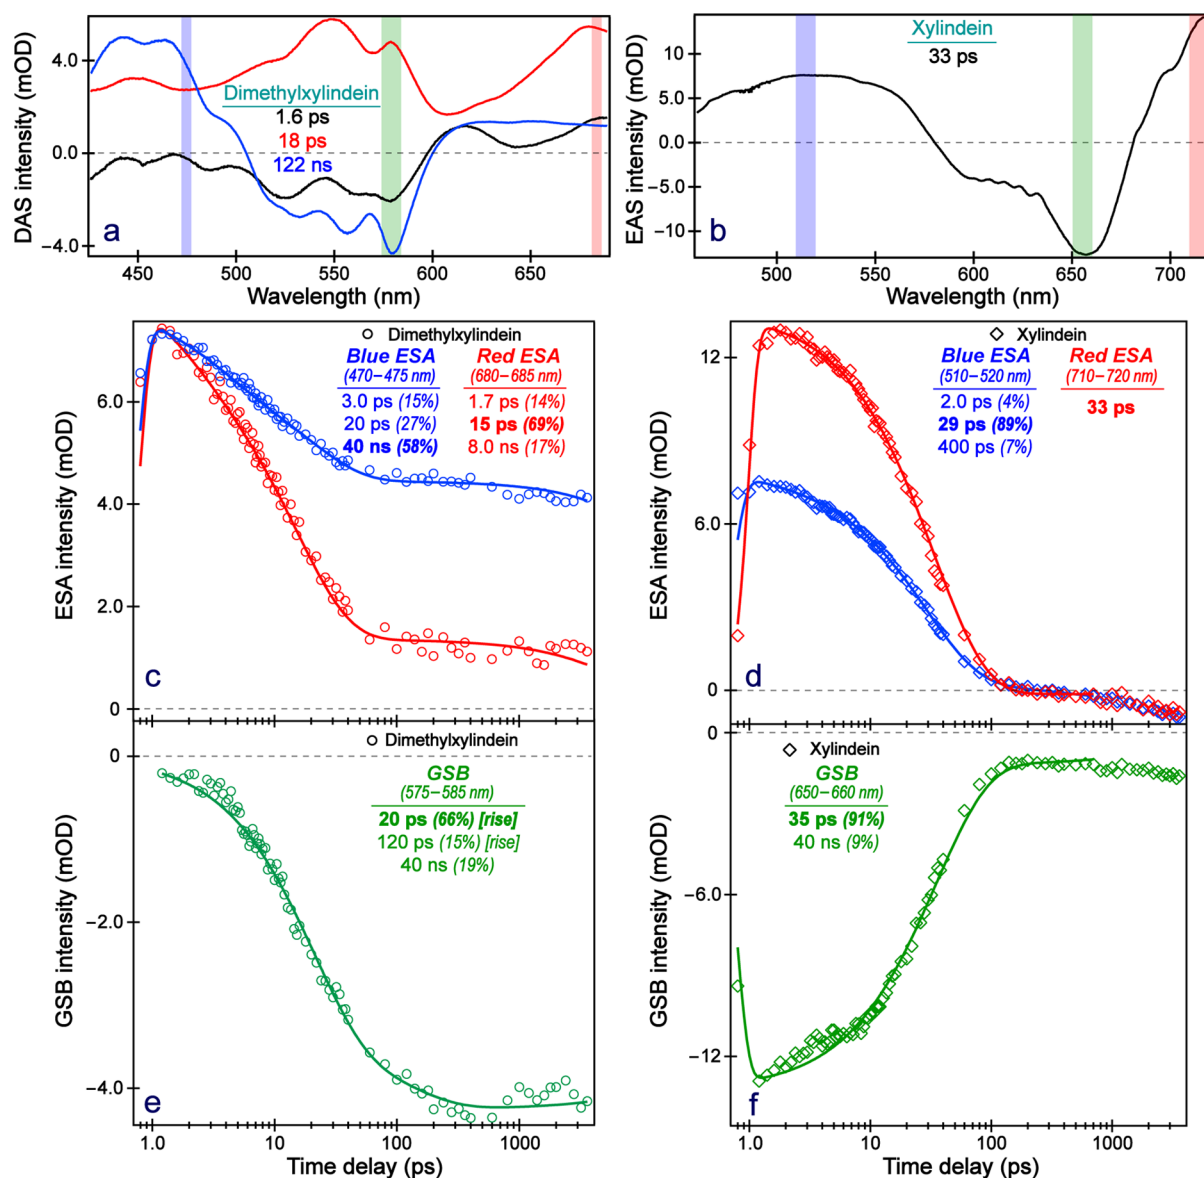 DAS intensity (mOD)
4.0
0.0
−4.0
Dimethylxylindein
1.6 ps
18 ps
122 ns
a
450
500
550
600
650
Wavelength (nm)
EAS intensity (mOD)
10
5.0
0.0
−5.0
−10
Xylindein
33 ps
b
500
550
600
650
700
Wavelength (nm)
ESA intensity (mOD)
6.0
4.0
2.0
0
Dimethylxylindein
Blue ESA Red ESA
(470−475 nm) (680−685 nm)
3.0 ps (15%) 1.7 ps (14%)
20 ps (27%) 15 ps (69%)
40 ns (58%) 8.0 ns (17%)
c
ESA intensity (mOD)
12
6.0
0
Xylindein
Blue ESA Red ESA
(510−520 nm) (710−720 nm)
2.0 ps (4%) 33 ps
29 ps (89%)
400 ps (7%)
d
GSB intensity (mOD)
0
−2.0
−4.0
Dimethylxylindein
GSB
(575−585 nm)
20 ps (66%) [rise]
120 ps (15%) [rise]
40 ns (19%)
e
1.0
10
100
1000
Time delay (ps)
GSB intensity (mOD)
0
−6.0
−12
Xylindein
GSB
(650−660 nm)
35 ps (91%)
40 ns (9%)
f
1.0
10
100
1000
Time delay (ps)